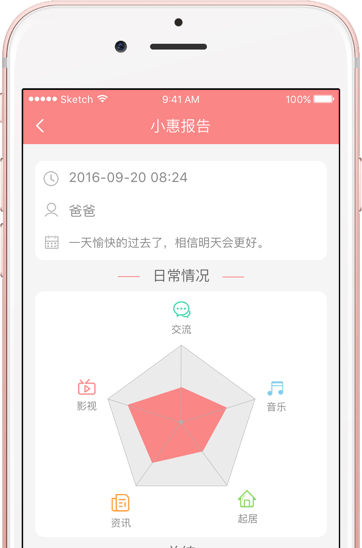 Sketch 9:41 AM 100%
小惠报告
2016-09-20 08:24
爸爸
一天愉快的过去了，相信明天会更好。
日常情况
交流
影视
音乐
资讯
起居